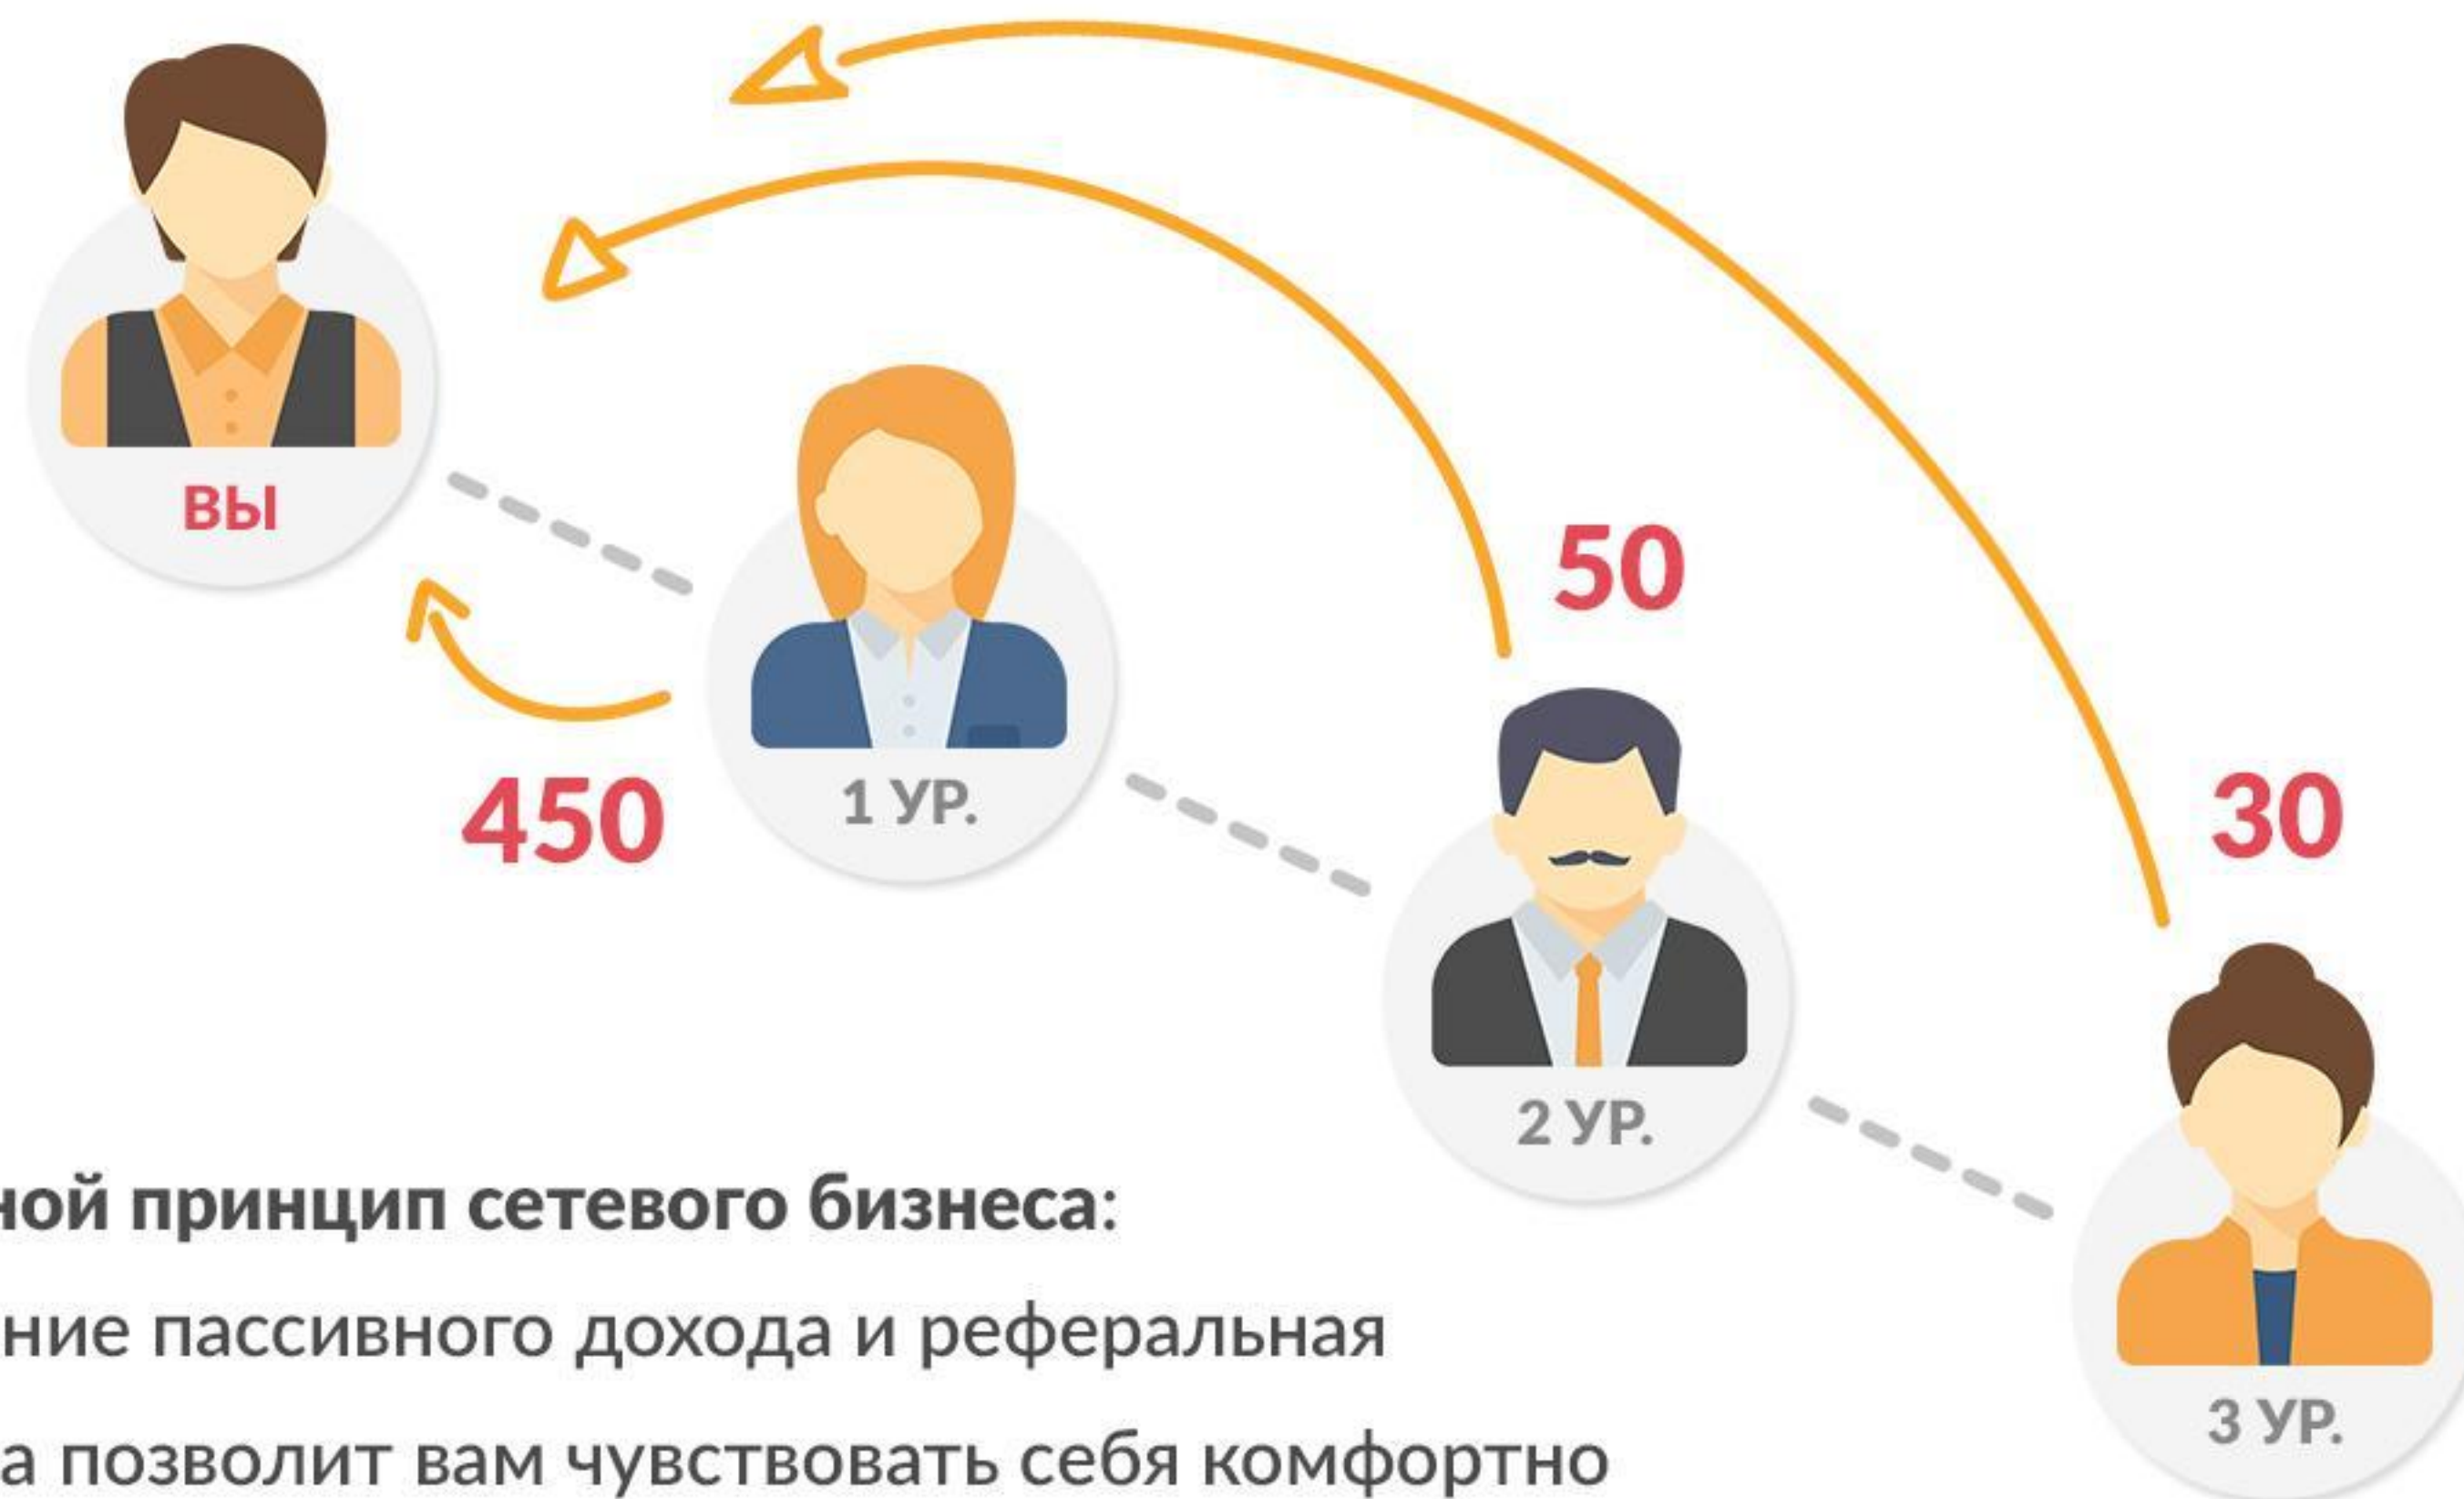 ВЫ
50
450
1 УР.
30
2 УР.
ной принцип сетевого бизнеса:
ние пассивного дохода и реферальная
3 УР.
а позволит вам чувствовать себя комфортно